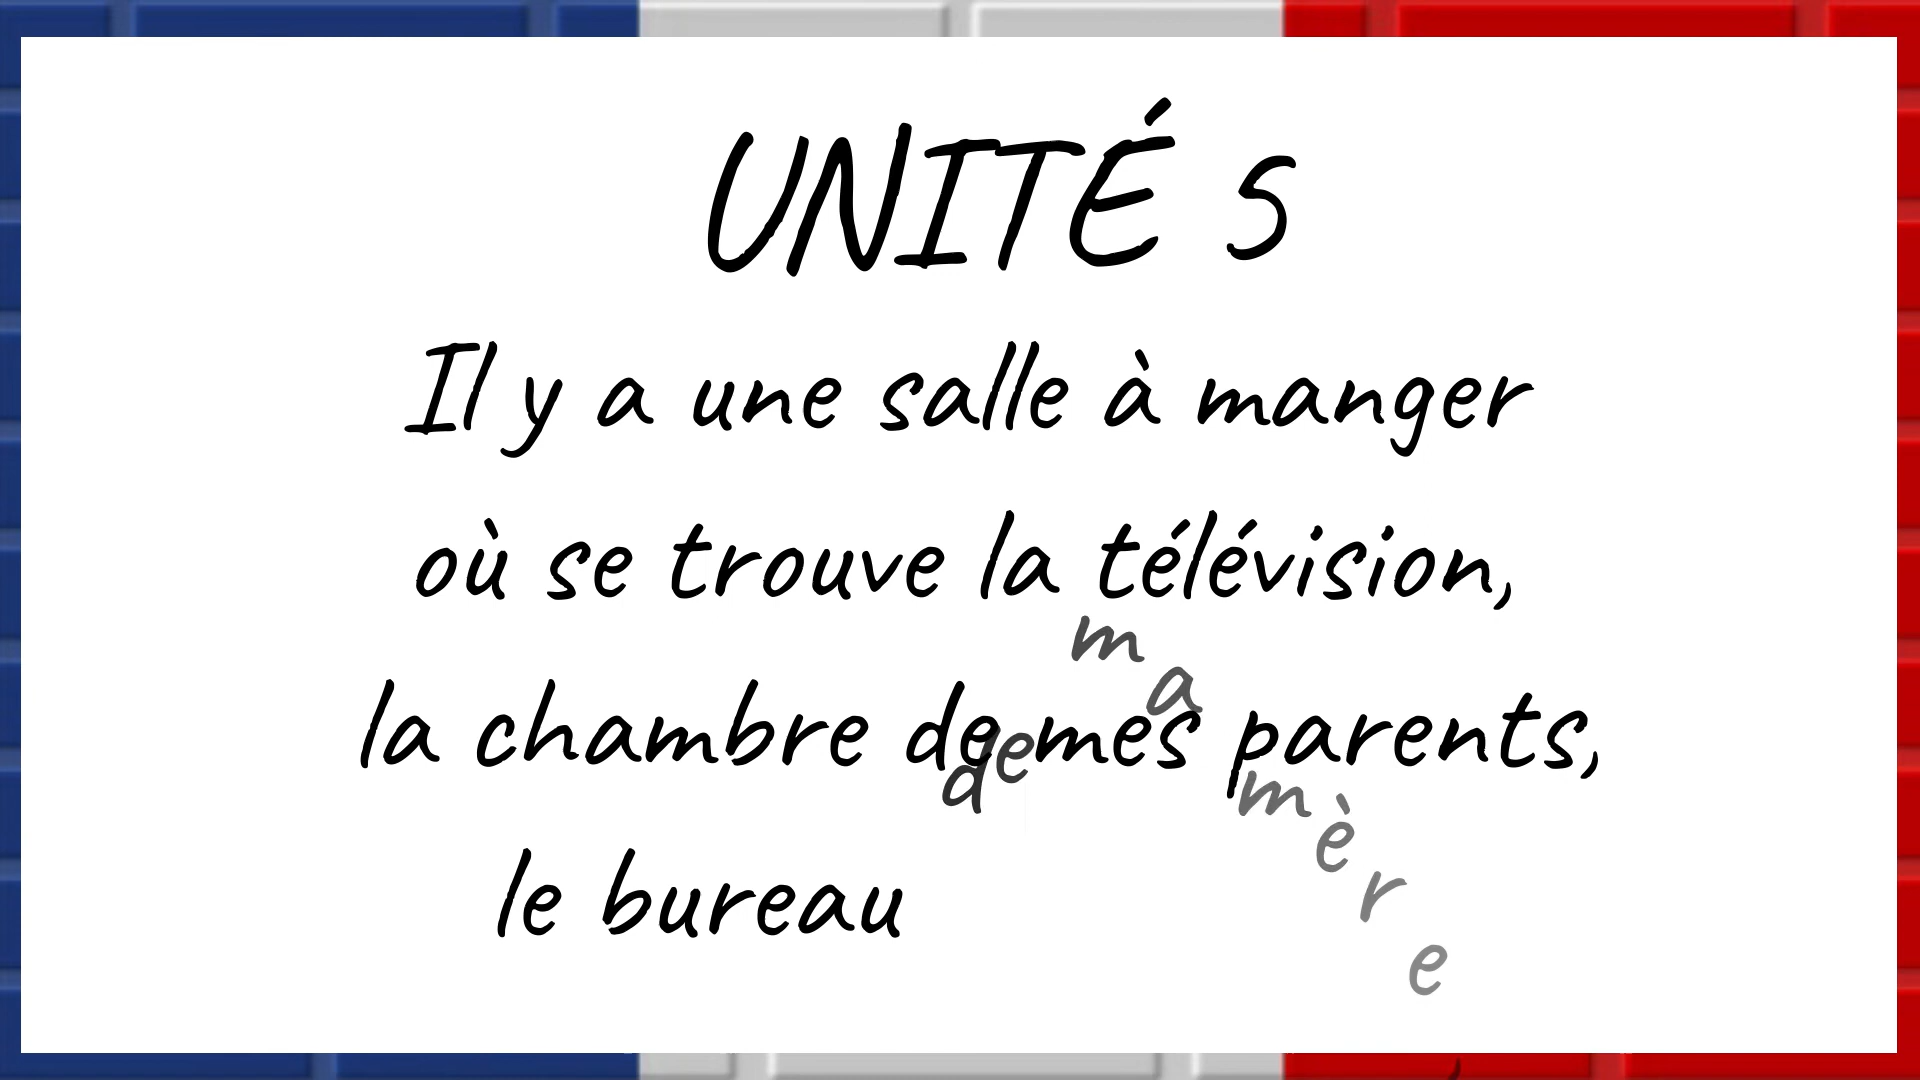 UNITÉ 5
Il y a une salle à manger
où se trouve la télévision,
la chambre de mes parents,
le bureau de ma mère